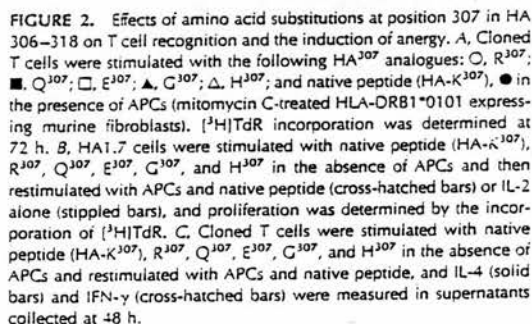 FIGURE 2. Effects of amino acid substitutions at position 307 in HA
306–318 on T cell recognition and the induction of anergy. A, Cloned
T cells were stimulated with the following HA³⁰⁷ analogues: ○, R³⁰⁷;
■, Q³⁰⁷; □, E³⁰⁷; ▲, G³⁰⁷; △, H³⁰⁷; and native peptide (HA-K³⁰⁷), ● in
the presence of APCs (mitomycin C-treated HLA-DRB1*0101 express-
ing murine fibroblasts). [³H]TdR incorporation was determined at
72 h. B, HA1.7 cells were stimulated with native peptide (HA-K³⁰⁷),
R³⁰⁷, Q³⁰⁷, E³⁰⁷, G³⁰⁷, and H³⁰⁷ in the absence of APCs and then
restimulated with APCs and native peptide (cross-hatched bars) or IL-2
alone (stippled bars), and proliferation was determined by the incor-
poration of [³H]TdR. C, Cloned T cells were stimulated with native
peptide (HA-K³⁰⁷), R³⁰⁷, Q³⁰⁷, E³⁰⁷, G³⁰⁷, and H³⁰⁷ in the absence of
APCs and restimulated with APCs and native peptide, and IL-4 (solid
bars) and IFN-γ (cross-hatched bars) were measured in supernatants
collected at 48 h.